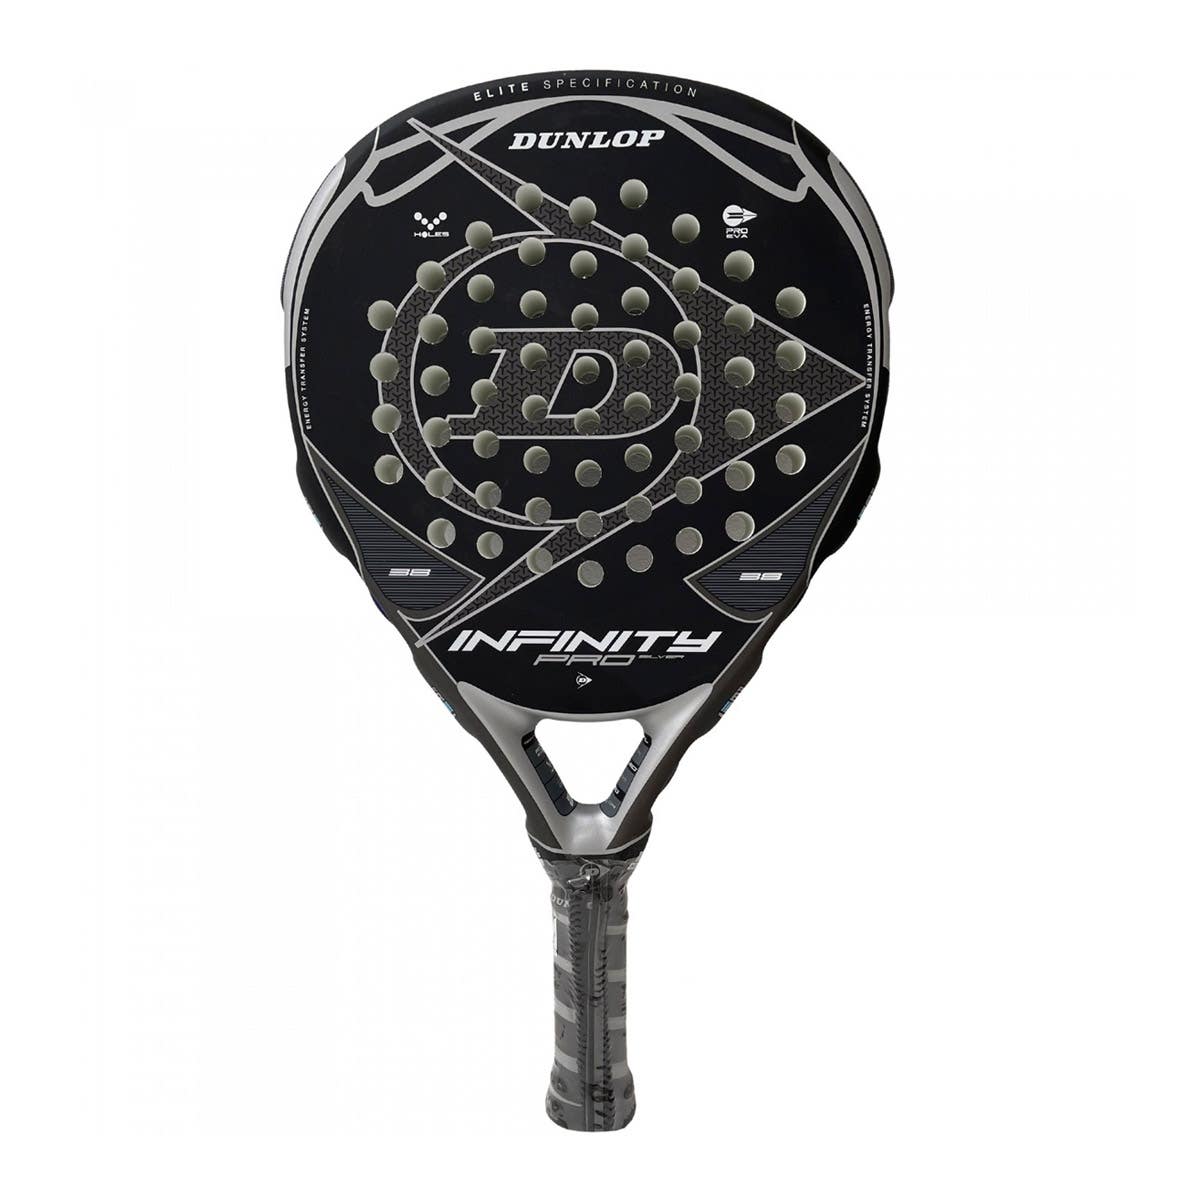 ELITE SPECIFICATION
DUNLOP
HOLES
PRO
EVA
ENERGY TRANSFER SYSTEM
ENERGY TRANSFER SYSTEM
D
38
38
INFINITY
PRO SILVER
D